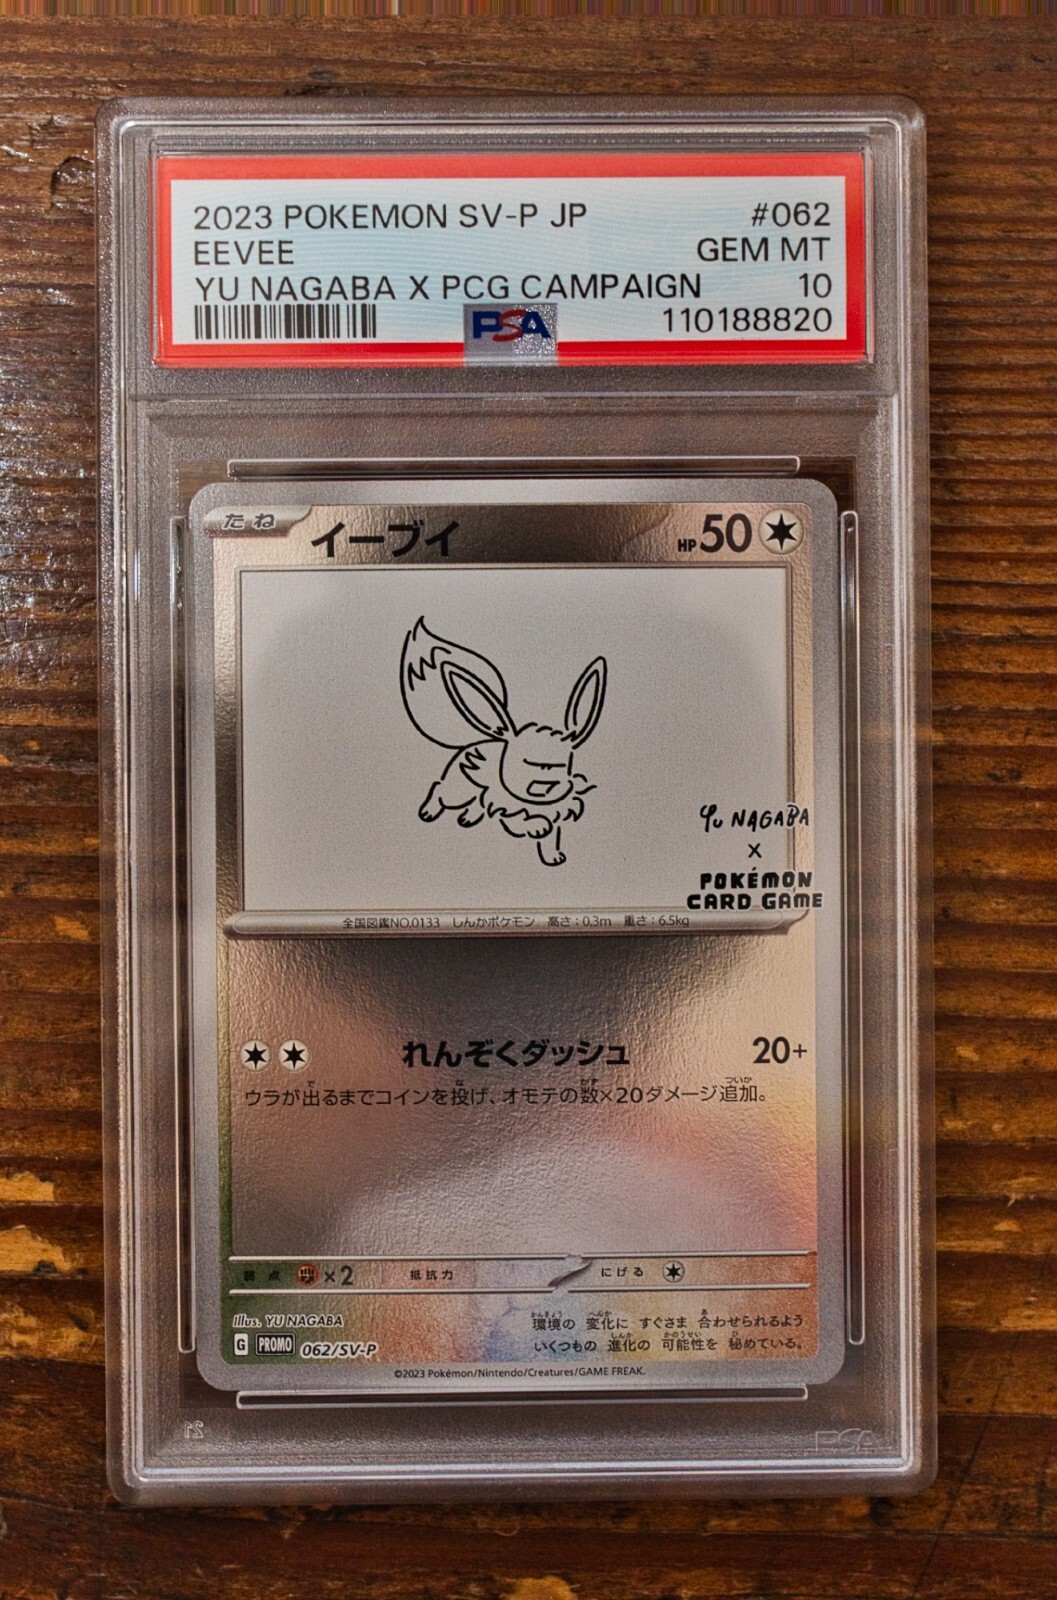 2023 POKEMON SV-P JP #062
EEVEE GEM MT
YU NAGABA X PCG CAMPAIGN 10
PSA 110188820
たね イーブイ HP50
YU NAGABA
X
POKÉMON
CARD GAME
全国図鑑NO.0133 しんかポケモン 高さ:0.3m 重さ:6.5kg
れんぞくダッシュ 20+
ウラが出るまでコインを投げ、オモテの数×20ダメージ追加。
弱点 ×2 抵抗力 にげる
Illus. YU NAGABA
G PROMO 062/SV-P
環境の 変化に すぐさま 合わせられるよう
いくつもの 進化の 可能性を 秘めている。
©2023 Pokémon/Nintendo/Creatures/GAME FREAK.
PSA